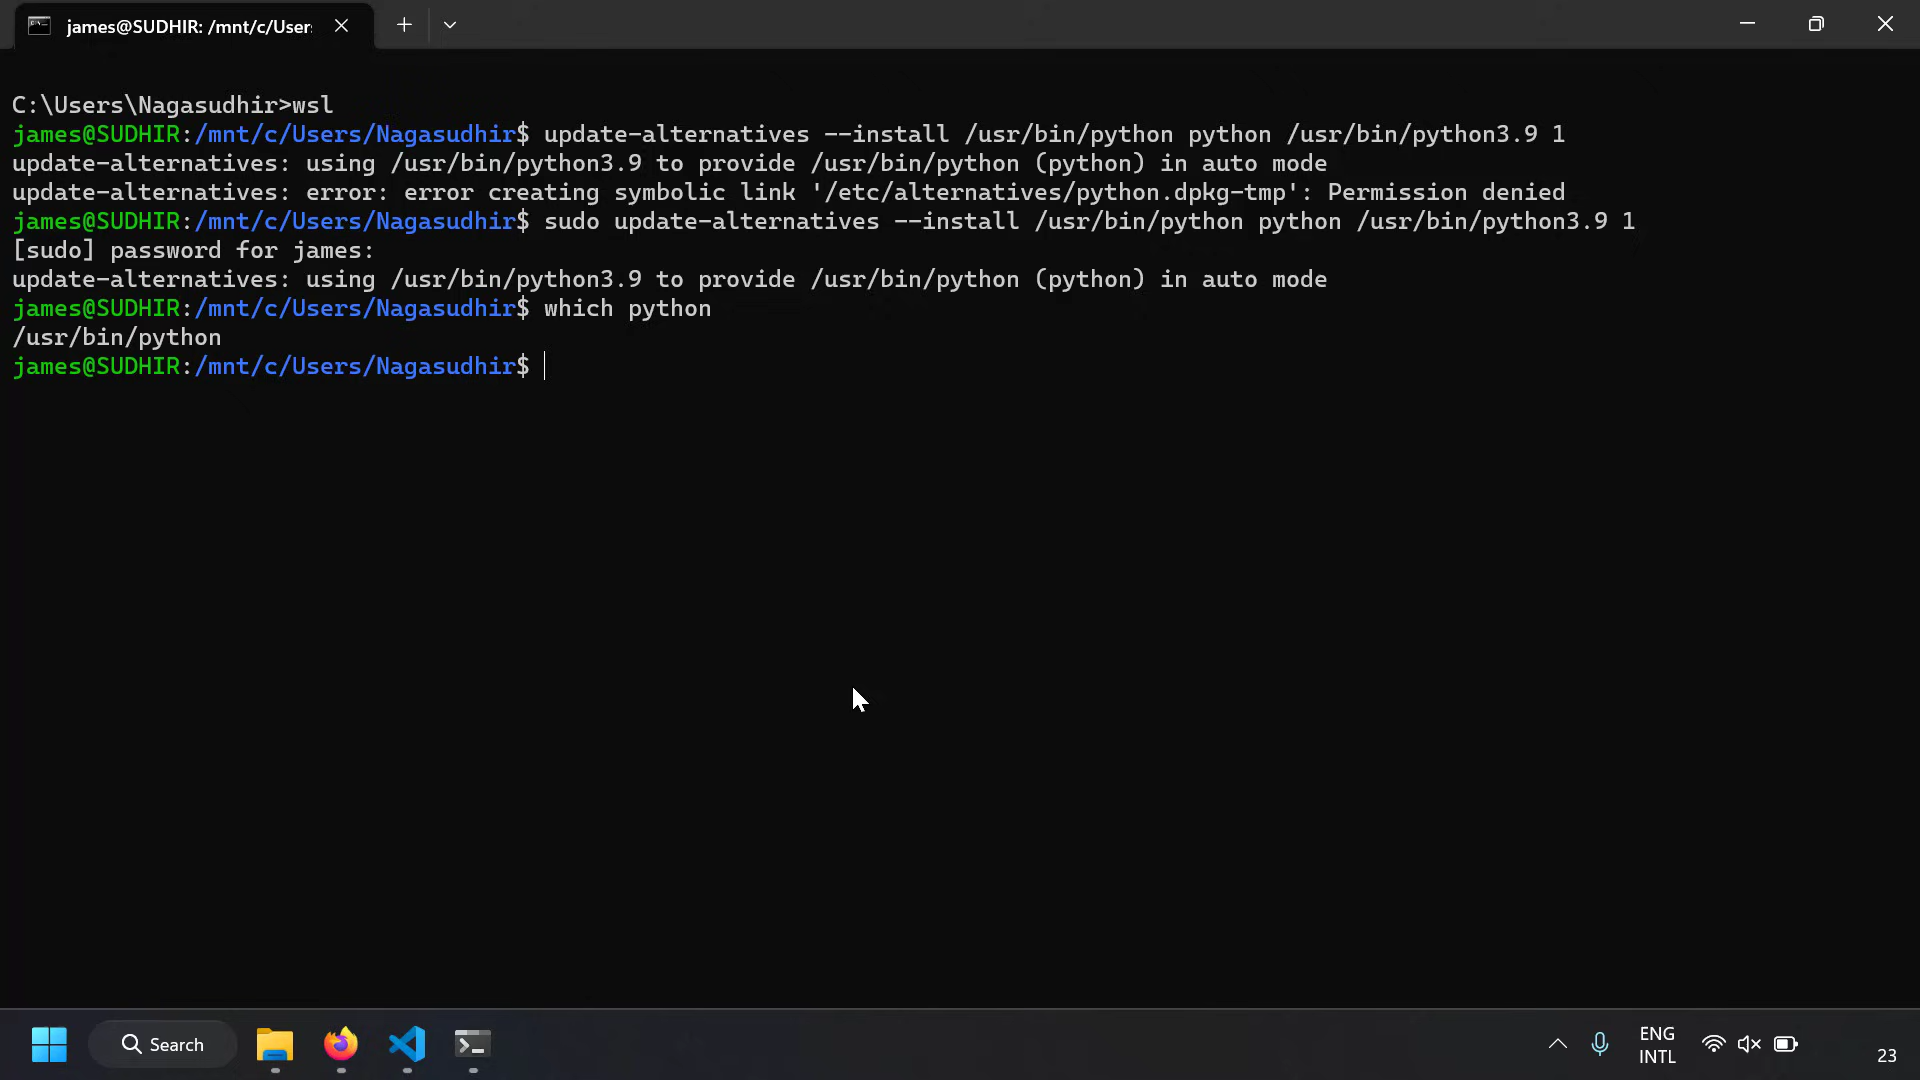 james@SUDHIR: /mnt/c/User
C:\Users\Nagasudhir>wsl
james@SUDHIR:/mnt/c/Users/Nagasudhir$ update-alternatives --install /usr/bin/python python /usr/bin/python3.9 1
update-alternatives: using /usr/bin/python3.9 to provide /usr/bin/python (python) in auto mode
update-alternatives: error: error creating symbolic link '/etc/alternatives/python.dpkg-tmp': Permission denied
james@SUDHIR:/mnt/c/Users/Nagasudhir$ sudo update-alternatives --install /usr/bin/python python /usr/bin/python3.9 1
[sudo] password for james:
update-alternatives: using /usr/bin/python3.9 to provide /usr/bin/python (python) in auto mode
james@SUDHIR:/mnt/c/Users/Nagasudhir$ which python
/usr/bin/python
james@SUDHIR:/mnt/c/Users/Nagasudhir$
Search
ENG
INTL
23